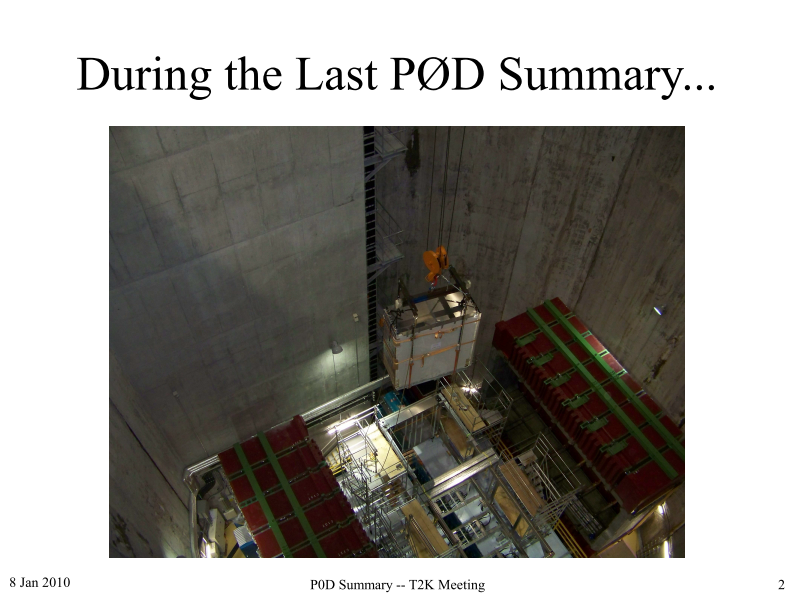 During the Last PØD Summary...
8 Jan 2010
P0D Summary -- T2K Meeting
2